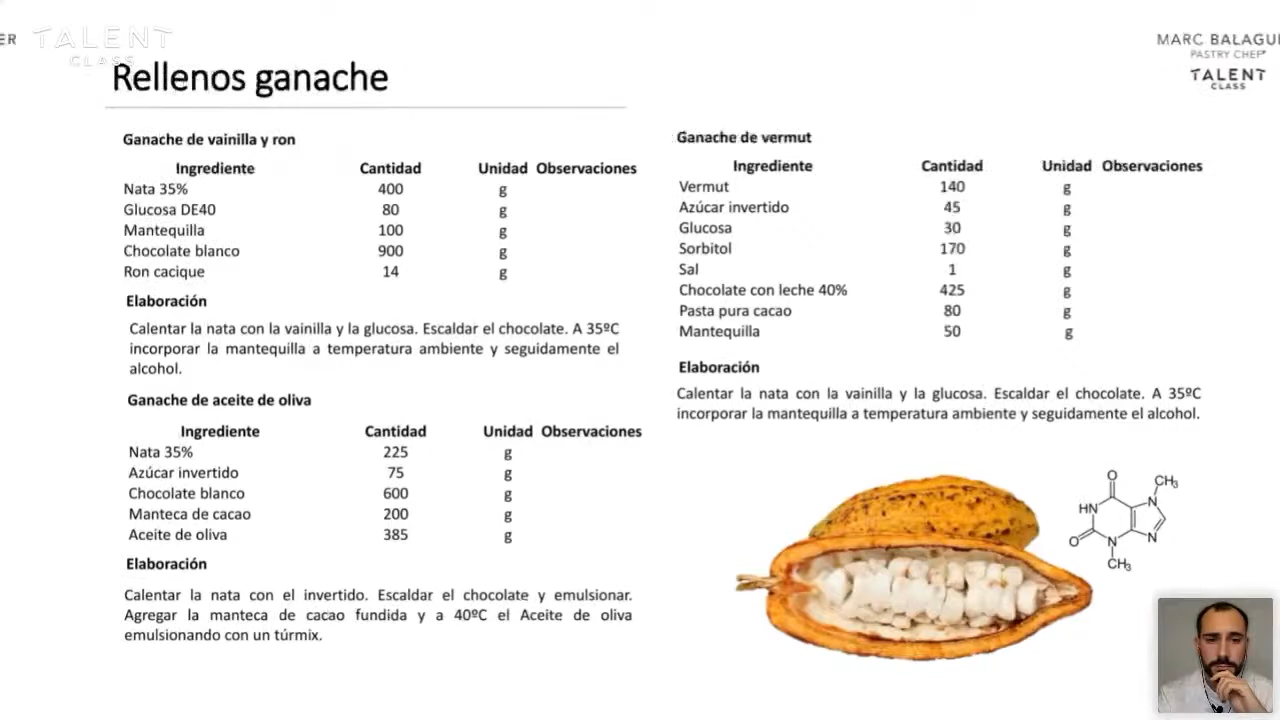 ER
TALENT
CLASS
MARC BALAGU
PASTRY CHEF
TALENT
CLASS
Rellenos ganache
Ganache de vainilla y ron
Ingrediente Cantidad Unidad Observaciones
Nata 35% 400 g
Glucosa DE40 80 g
Mantequilla 100 g
Chocolate blanco 900 g
Ron cacique 14 g
Elaboración
Calentar la nata con la vainilla y la glucosa. Escaldar el chocolate. A 35ºC
incorporar la mantequilla a temperatura ambiente y seguidamente el
alcohol.
Ganache de aceite de oliva
Ingrediente Cantidad Unidad Observaciones
Nata 35% 225 g
Azúcar invertido 75 g
Chocolate blanco 600 g
Manteca de cacao 200 g
Aceite de oliva 385 g
Elaboración
Calentar la nata con el invertido. Escaldar el chocolate y emulsionar.
Agregar la manteca de cacao fundida y a 40ºC el Aceite de oliva
emulsionando con un túrmix.
Ganache de vermut
Ingrediente Cantidad Unidad Observaciones
Vermut 140 g
Azúcar invertido 45 g
Glucosa 30 g
Sorbitol 170 g
Sal 1 g
Chocolate con leche 40% 425 g
Pasta pura cacao 80 g
Mantequilla 50 g
Elaboración
Calentar la nata con la vainilla y la glucosa. Escaldar el chocolate. A 35ºC
incorporar la mantequilla a temperatura ambiente y seguidamente el alcohol.
O
CH3
HN
N
O
N
N
CH3